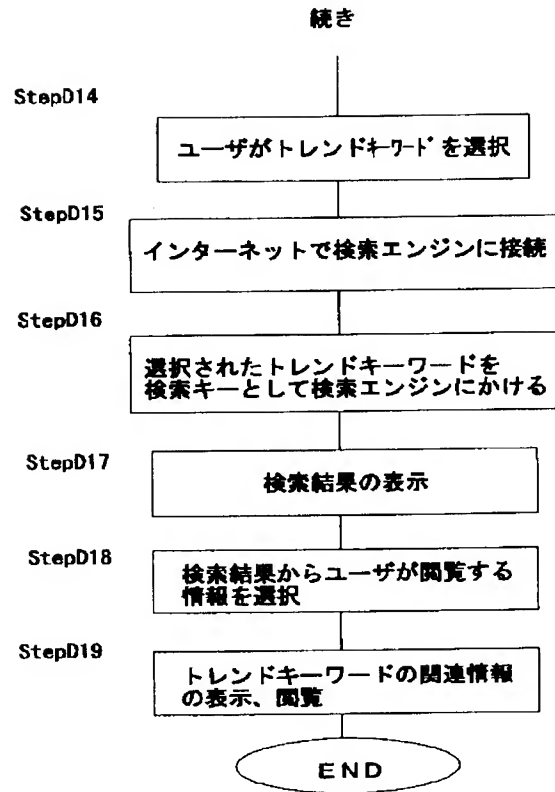 続き
StepD14
ユーザがトレンドｷｰﾜｰﾄﾞを選択
StepD15
インターネットで検索エンジンに接続
StepD16
選択されたトレンドキーワードを
検索キーとして検索エンジンにかける
StepD17
検索結果の表示
StepD18
検索結果からユーザが閲覧する
情報を選択
StepD19
トレンドキーワードの関連情報
の表示、閲覧
END